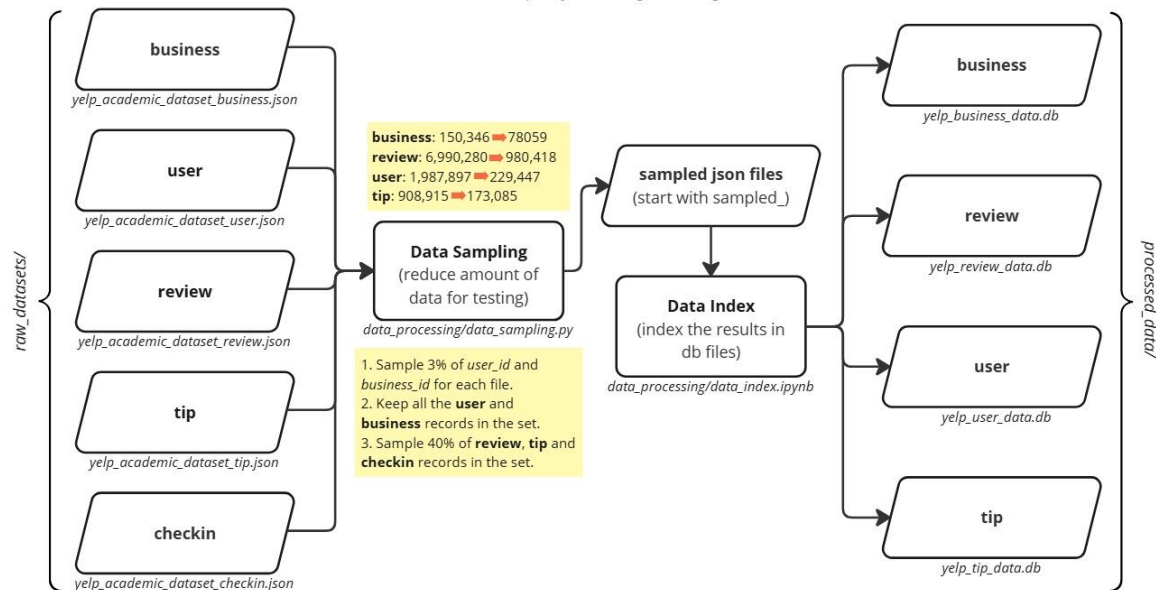 raw_datasets/
business
yelp_academic_dataset_business.json
user
yelp_academic_dataset_user.json
review
yelp_academic_dataset_review.json
tip
yelp_academic_dataset_tip.json
checkin
yelp_academic_dataset_checkin.json
business: 150,346 ➡ 78059
review: 6,990,280 ➡ 980,418
user: 1,987,897 ➡ 229,447
tip: 908,915 ➡ 173,085
Data Sampling
(reduce amount of
data for testing)
data_processing/data_sampling.py
1. Sample 3% of user_id and
business_id for each file.
2. Keep all the user and
business records in the set.
3. Sample 40% of review, tip and
checkin records in the set.
sampled json files
(start with sampled_)
Data Index
(index the results in
db files)
data_processing/data_index.ipynb
business
yelp_business_data.db
review
yelp_review_data.db
user
yelp_user_data.db
tip
yelp_tip_data.db
processed_data/